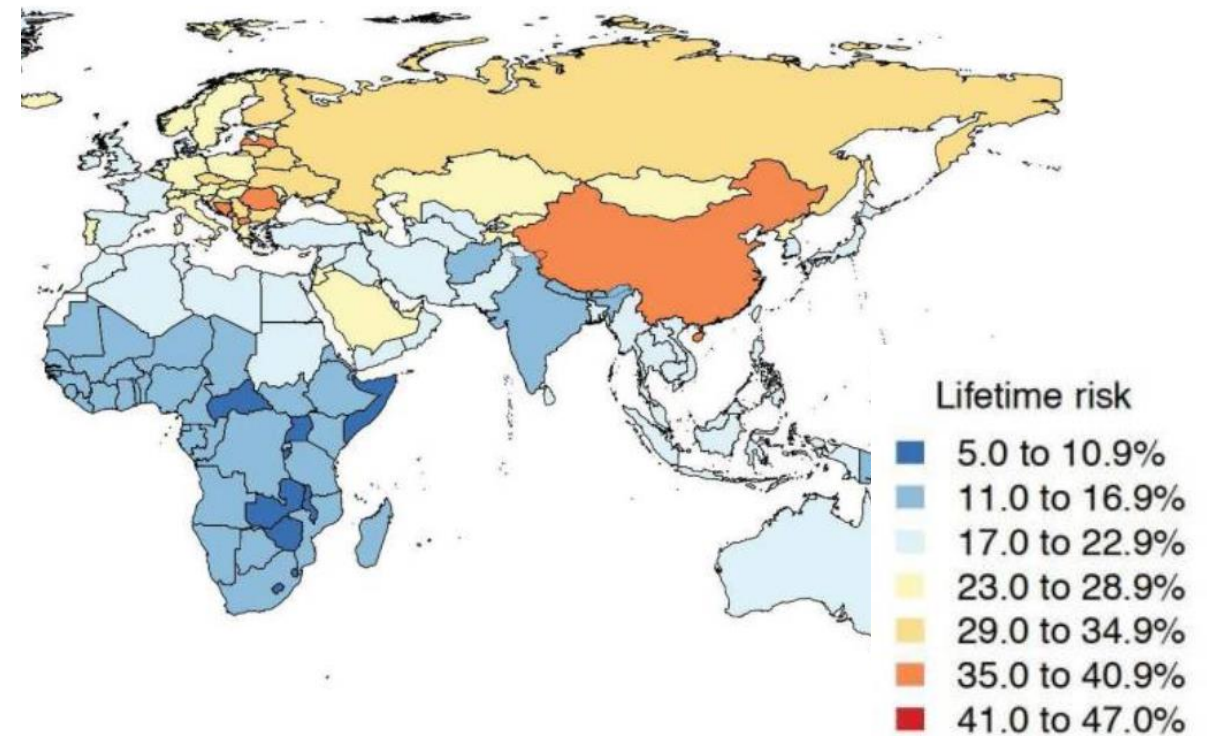 Lifetime risk
5.0 to 10.9%
11.0 to 16.9%
17.0 to 22.9%
23.0 to 28.9%
29.0 to 34.9%
35.0 to 40.9%
41.0 to 47.0%